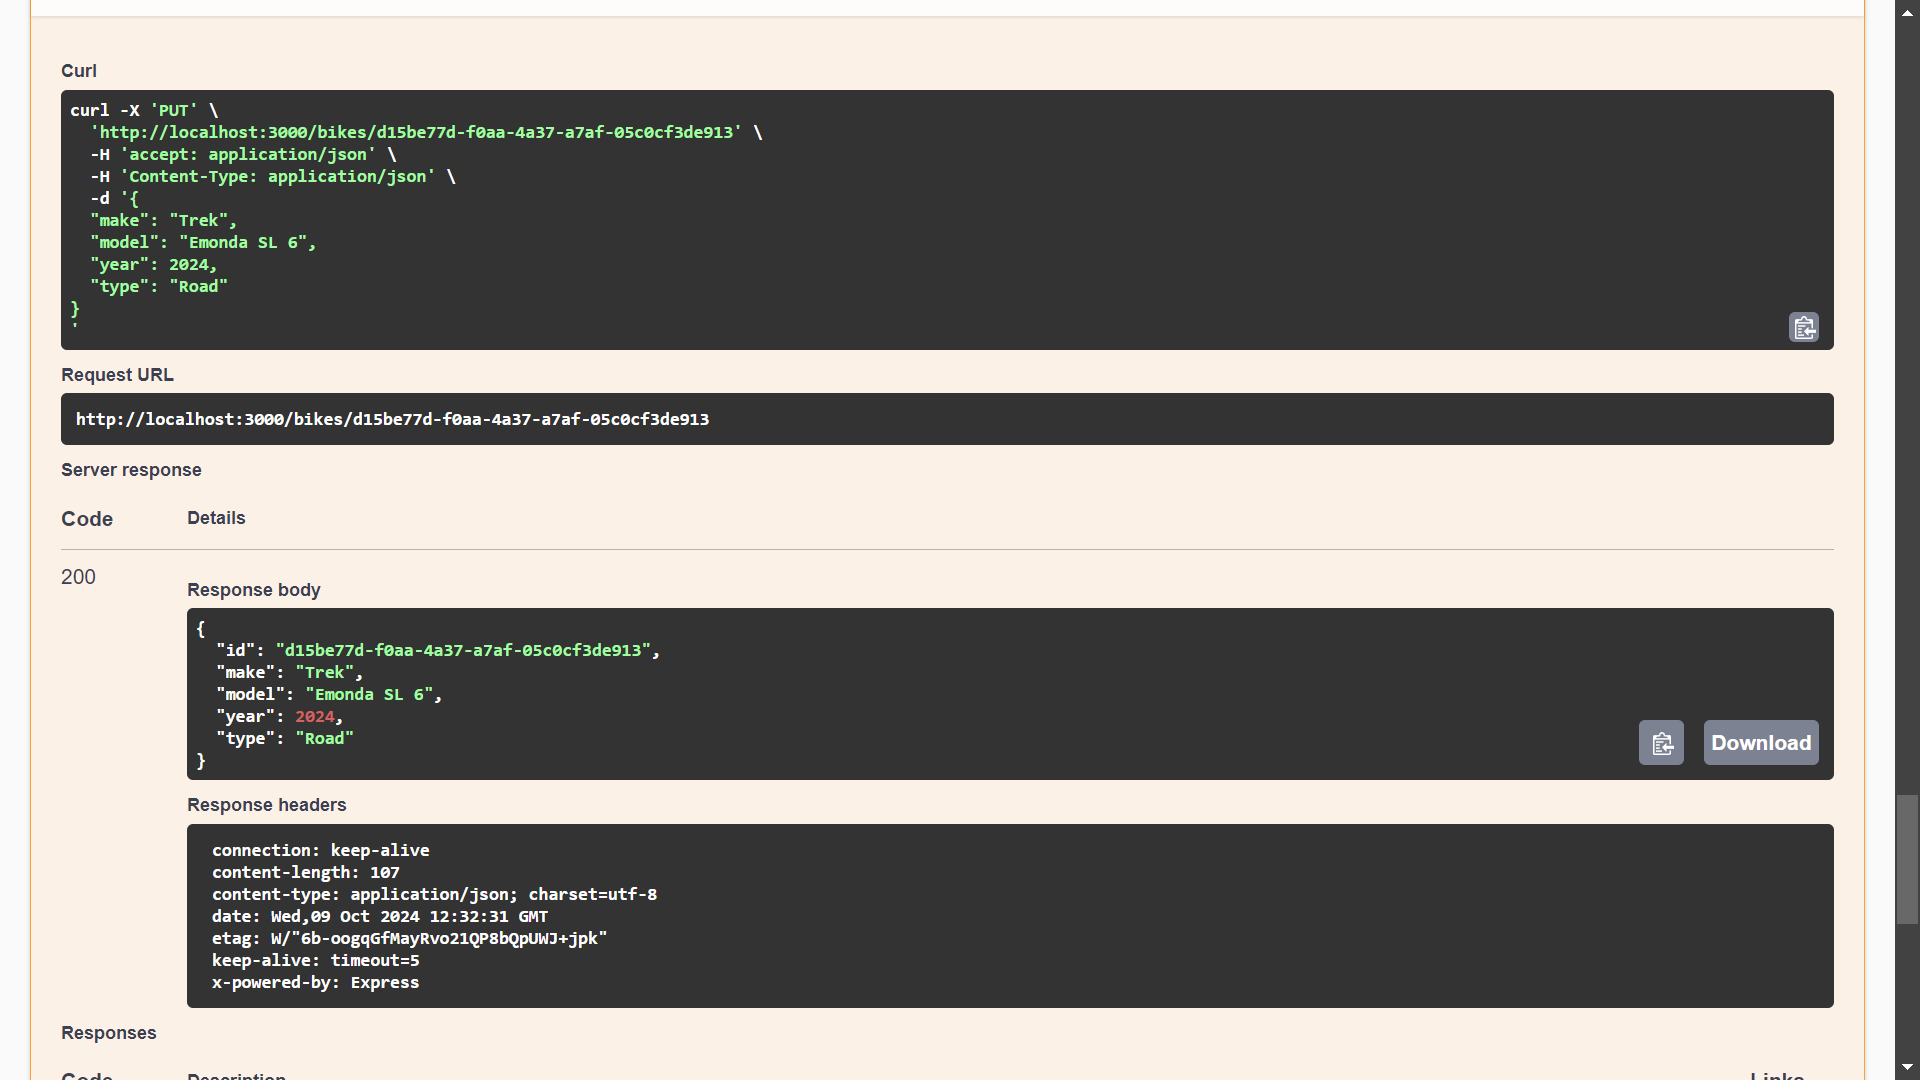 Curl
curl -X 'PUT' \
'http://localhost:3000/bikes/d15be77d-f0aa-4a37-a7af-05c0cf3de913' \
-H 'accept: application/json' \
-H 'Content-Type: application/json' \
-d '{
"make": "Trek",
"model": "Emonda SL 6",
"year": 2024,
"type": "Road"
}
'
Request URL
http://localhost:3000/bikes/d15be77d-f0aa-4a37-a7af-05c0cf3de913
Server response
Code Details
200
Response body
{
"id": "d15be77d-f0aa-4a37-a7af-05c0cf3de913",
"make": "Trek",
"model": "Emonda SL 6",
"year": 2024,
"type": "Road"
}
Download
Response headers
connection: keep-alive
content-length: 107
content-type: application/json; charset=utf-8
date: Wed,09 Oct 2024 12:32:31 GMT
etag: W/"6b-oogqGfMayRvo21QP8bQpUWJ+jpk"
keep-alive: timeout=5
x-powered-by: Express
Responses
Code Description Links